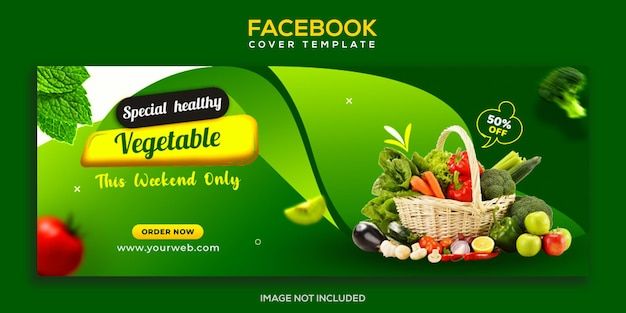 FACEBOOK
COVER TEMPLATE
Special healthy
Vegetable
This Weekend Only
ORDER NOW
www.yourweb.com
50%
OFF
IMAGE NOT INCLUDED